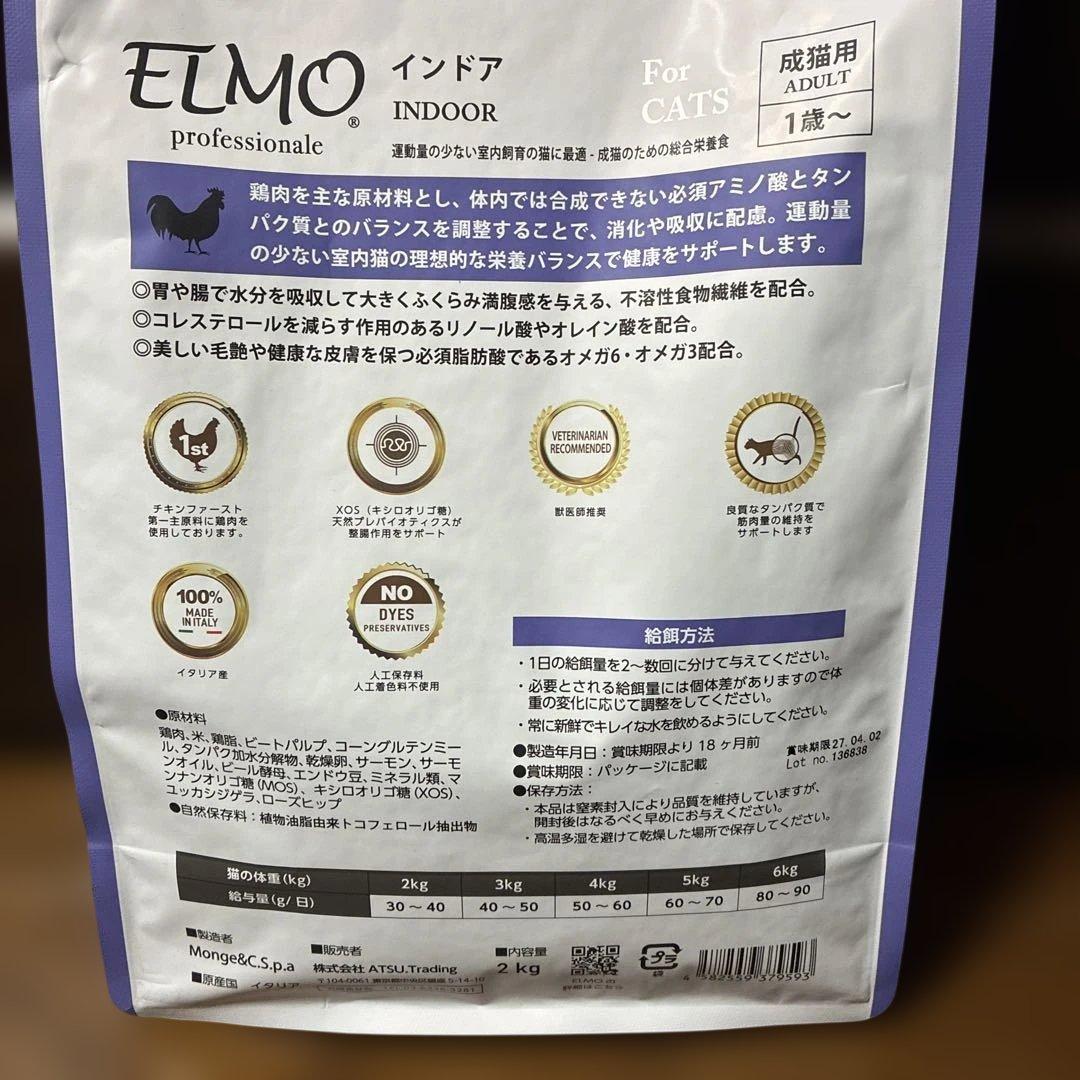 ELMO®
professionale
インドア
INDOOR
For
CATS
成猫用
ADULT
1歳～
運動量の少ない室内飼育の猫に最適 - 成猫のための総合栄養食
鶏肉を主な原材料とし、体内では合成できない必須アミノ酸とタン
パク質とのバランスを調整することで、消化や吸収に配慮。運動量
の少ない室内猫の理想的な栄養バランスで健康をサポートします。
◎胃や腸で水分を吸収して大きくふくらみ満腹感を与える、不溶性食物繊維を配合。
◎コレステロールを減らす作用のあるリノール酸やオレイン酸を配合。
◎美しい毛艶や健康な皮膚を保つ必須脂肪酸であるオメガ6・オメガ3配合。
1st
チキンファースト
第一主原料に鶏肉を
使用しております。
XOS（キシロオリゴ糖）
天然プレバイオティクスが
整腸作用をサポート
VETERINARIAN
RECOMMENDED
獣医師推奨
良質なタンパク質で
筋肉量の維持を
サポートします
100%
MADE
IN ITALY
イタリア産
NO
DYES
PRESERVATIVES
人工保存料
人工着色料不使用
●原材料
鶏肉、米、鶏脂、ビートパルプ、コーングルテンミー
ル、タンパク加水分解物、乾燥卵、サーモン、サーモ
ンオイル、ビール酵母、エンドウ豆、ミネラル類、マ
ンナンオリゴ糖（MOS）、キシロオリゴ糖（XOS）、
ユッカシジゲラ、ローズヒップ
●自然保存料：植物油脂由来トコフェロール抽出物
給餌方法
・1日の給餌量を2～数回に分けて与えてください。
・必要とされる給餌量には個体差がありますので体
重の変化に応じて調整をしてください。
・常に新鮮でキレイな水を飲めるようにしてください。
●製造年月日：賞味期限より 18 ヶ月前
●賞味期限：パッケージに記載
賞味期限27.04.02
Lot no.136838
●保存方法：
・本品は窒素封入により品質を維持していますが、
開封後はなるべく早めにお与えください。
・高温多湿を避けて乾燥した場所で保存してください。
猫の体重（kg） 2kg 3kg 4kg 5kg 6kg
給与量（g/ 日） 30 ～ 40 40 ～ 50 50 ～ 60 60 ～ 70 80 ～ 90
■製造者
Monge&C.S.p.a
■原産国 イタリア
■販売者
株式会社 ATSU.Trading
〒104-0061 東京都中央区銀座 5-14-10
■内容量
2 kg
ELMO の
詳細はこちら
プラ
袋
4 582559 379593